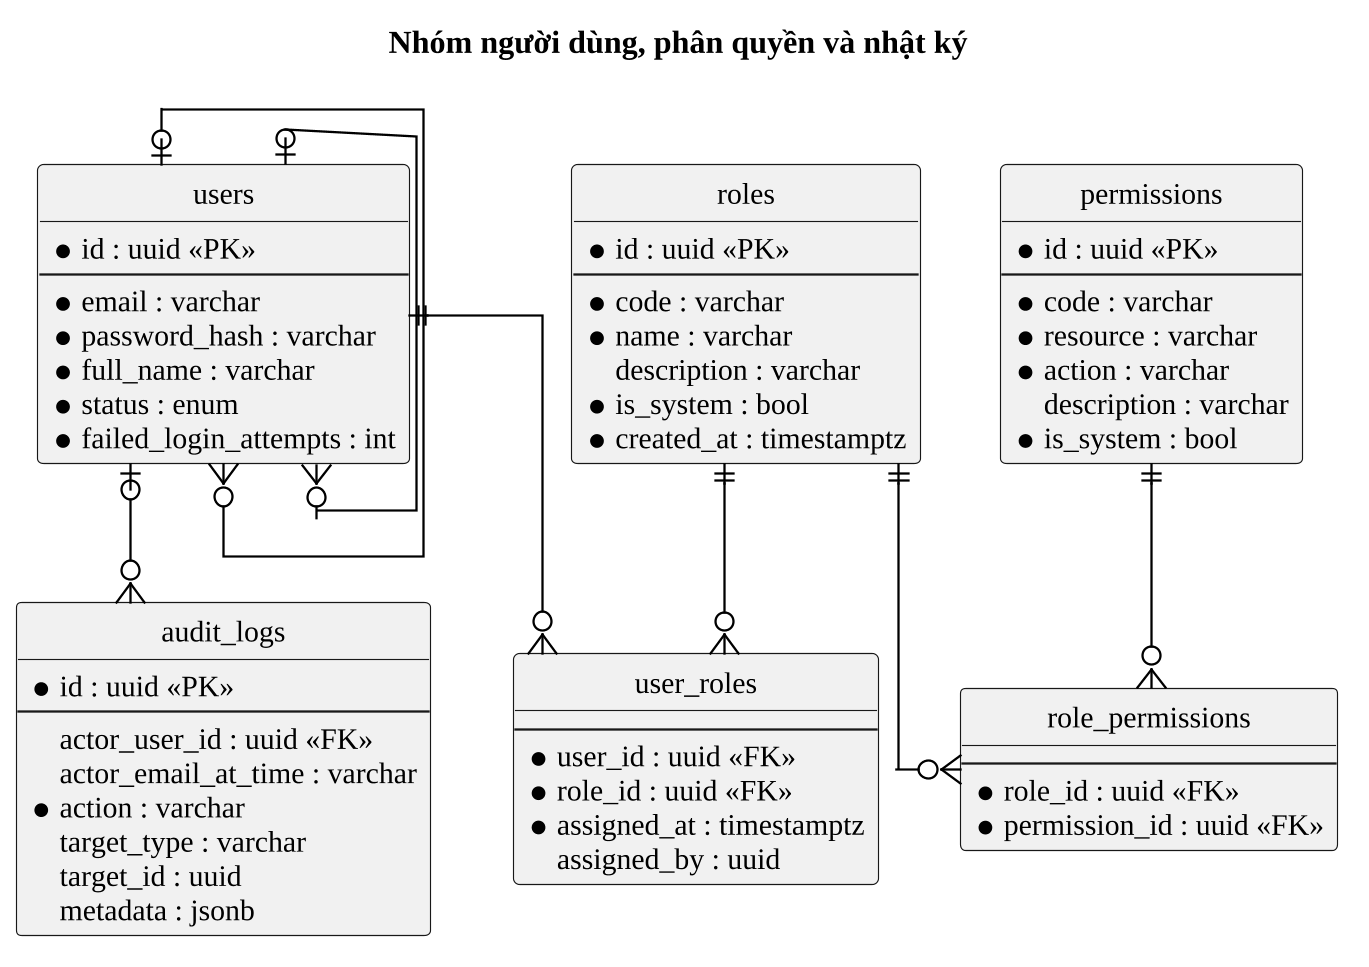 Nhóm người dùng, phân quyền và nhật ký
users
id : uuid «PK»
email : varchar
password_hash : varchar
full_name : varchar
status : enum
failed_login_attempts : int
roles
id : uuid «PK»
code : varchar
name : varchar
description : varchar
is_system : bool
created_at : timestamptz
permissions
id : uuid «PK»
code : varchar
resource : varchar
action : varchar
description : varchar
is_system : bool
audit_logs
id : uuid «PK»
actor_user_id : uuid «FK»
actor_email_at_time : varchar
action : varchar
target_type : varchar
target_id : uuid
metadata : jsonb
user_roles
user_id : uuid «FK»
role_id : uuid «FK»
assigned_at : timestamptz
assigned_by : uuid
role_permissions
role_id : uuid «FK»
permission_id : uuid «FK»